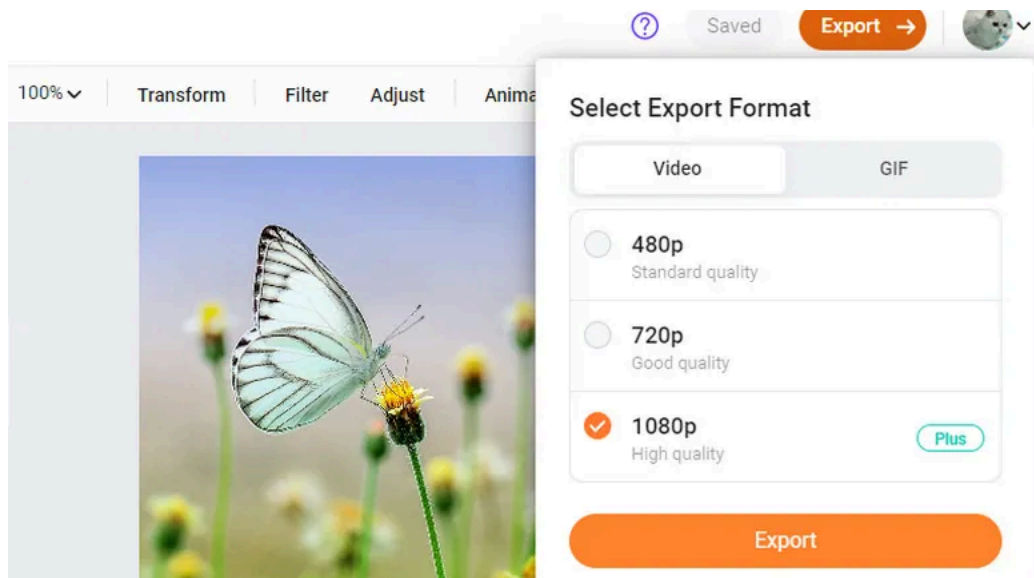 Saved
Export →
100%
Transform
Filter
Adjust
Anima
Select Export Format
Video
GIF
480p
Standard quality
720p
Good quality
1080p
High quality
Plus
Export